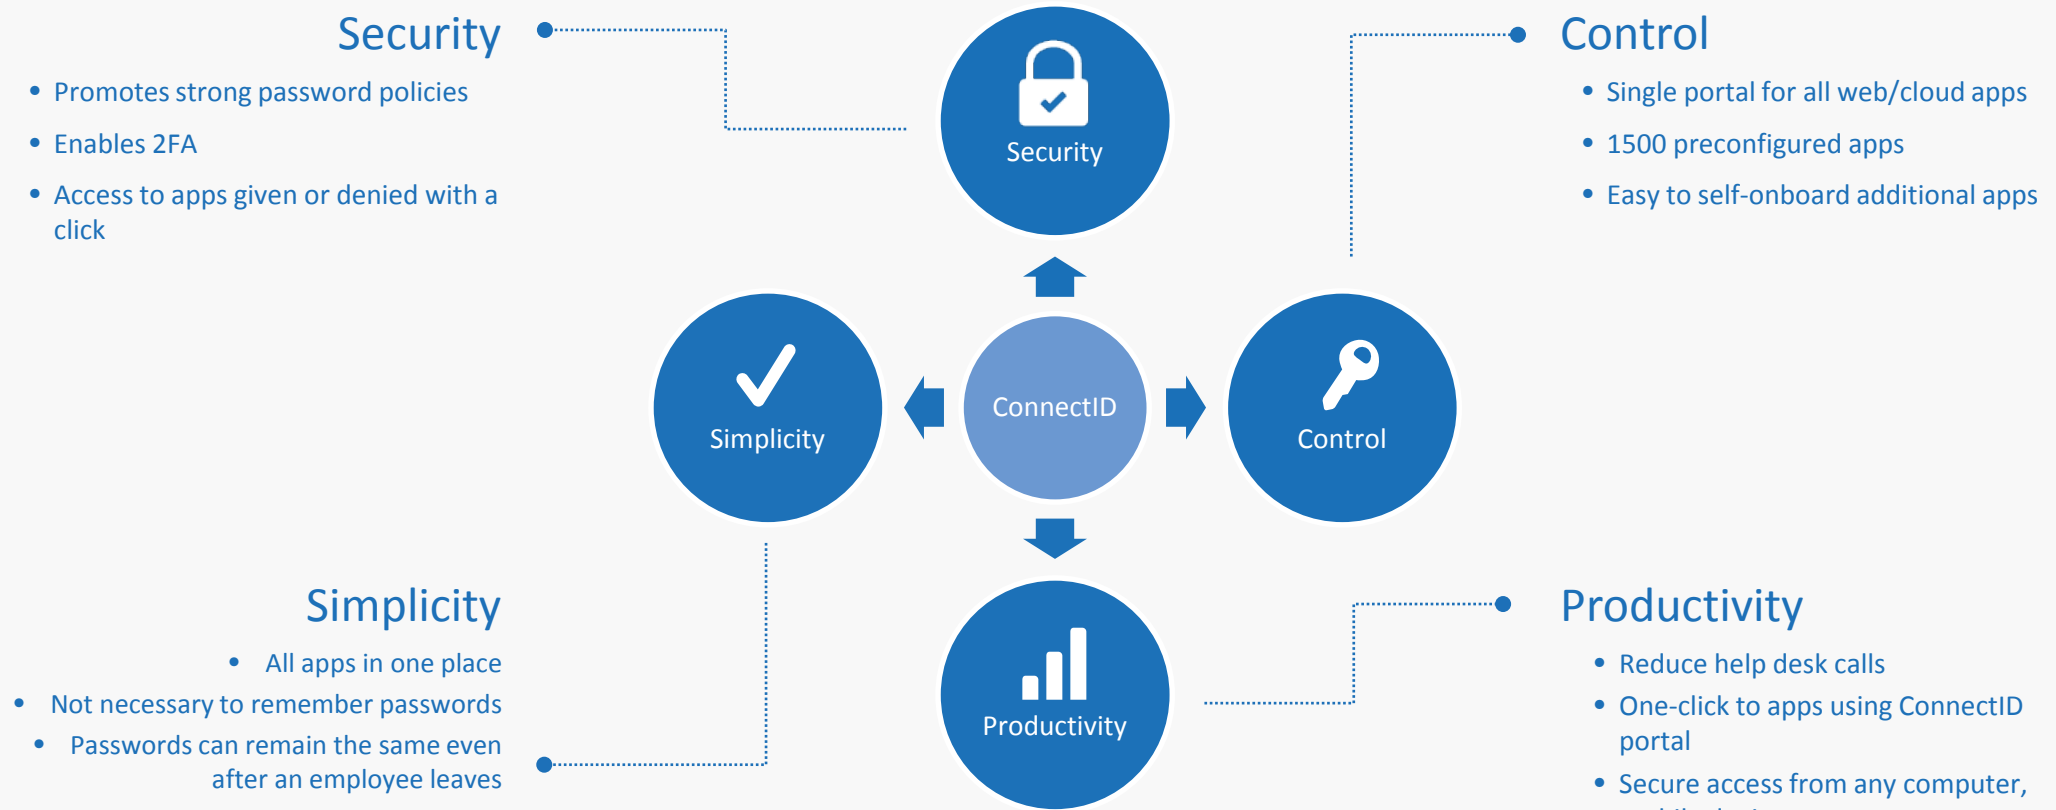 Security
• Promotes strong password policies
• Enables 2FA
• Access to apps given or denied with a
click
Security
Control
• Single portal for all web/cloud apps
• 1500 preconfigured apps
• Easy to self-onboard additional apps
Simplicity
ConnectID
Control
Simplicity
• All apps in one place
• Not necessary to remember passwords
• Passwords can remain the same even
after an employee leaves
Productivity
Productivity
• Reduce help desk calls
• One-click to apps using ConnectID
portal
• Secure access from any computer,